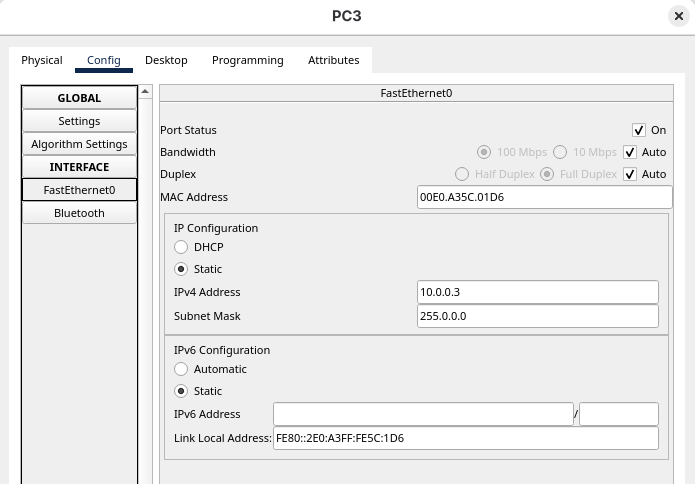 PC3
Physical Config Desktop Programming Attributes
GLOBAL
Settings
Algorithm Settings
INTERFACE
FastEthernet0
Bluetooth
FastEthernet0
Port Status On
Bandwidth 100 Mbps 10 Mbps Auto
Duplex Half Duplex Full Duplex Auto
MAC Address 00E0.A35C.01D6
IP Configuration
DHCP
Static
IPv4 Address 10.0.0.3
Subnet Mask 255.0.0.0
IPv6 Configuration
Automatic
Static
IPv6 Address /
Link Local Address: FE80::2E0:A3FF:FE5C:1D6